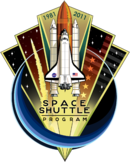 1981 2011
SPACE
SHUTTLE
PROGRAM